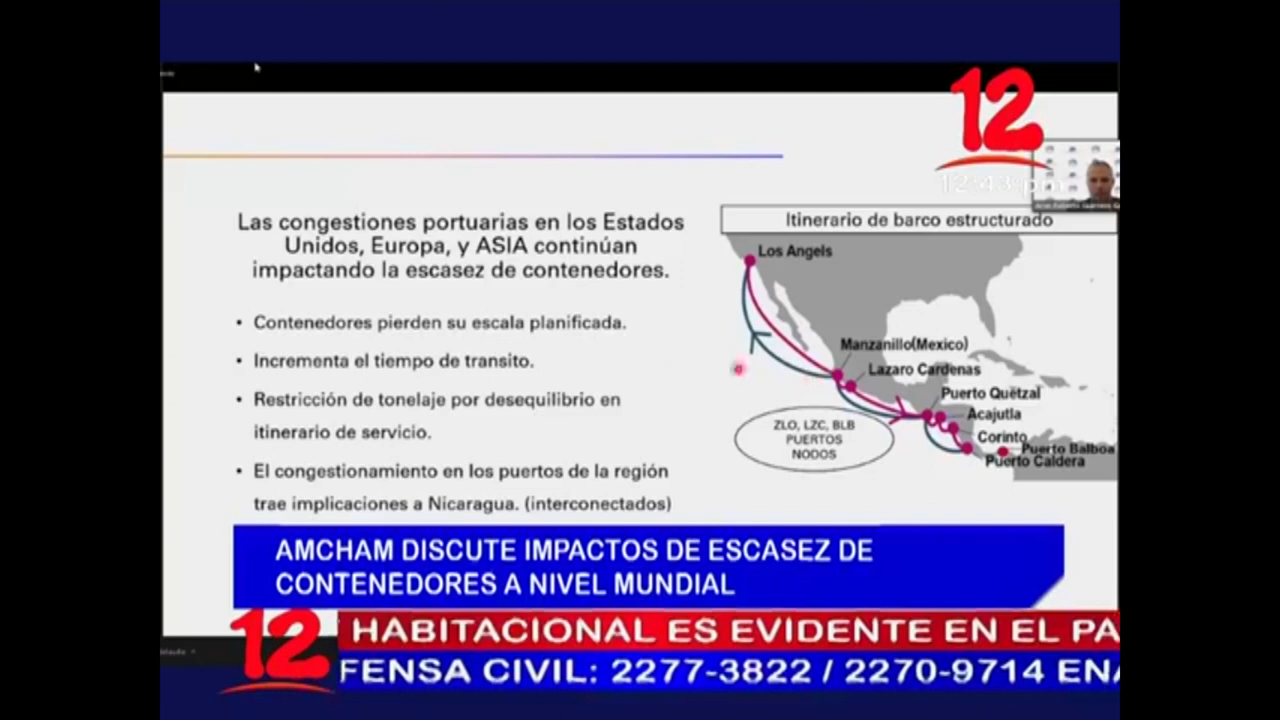 12
12:43 pm
Las congestiones portuarias en los Estados
Unidos, Europa, y ASIA continúan
impactando la escasez de contenedores.
• Contenedores pierden su escala planificada.
• Incrementa el tiempo de transito.
• Restricción de tonelaje por desequilibrio en
itinerario de servicio.
• El congestionamiento en los puertos de la región
trae implicaciones a Nicaragua. (interconectados)
Itinerario de barco estructurado
Los Angels
Manzanillo(Mexico)
Lazaro Cardenas
Puerto Quetzal
Acajutla
Corinto
Puerto Balboa
Puerto Caldera
ZLO, LZC, BLB
PUERTOS
NODOS
AMCHAM DISCUTE IMPACTOS DE ESCASEZ DE
CONTENEDORES A NIVEL MUNDIAL
12
HABITACIONAL ES EVIDENTE EN EL PA
FENSA CIVIL: 2277-3822 / 2270-9714 ENA